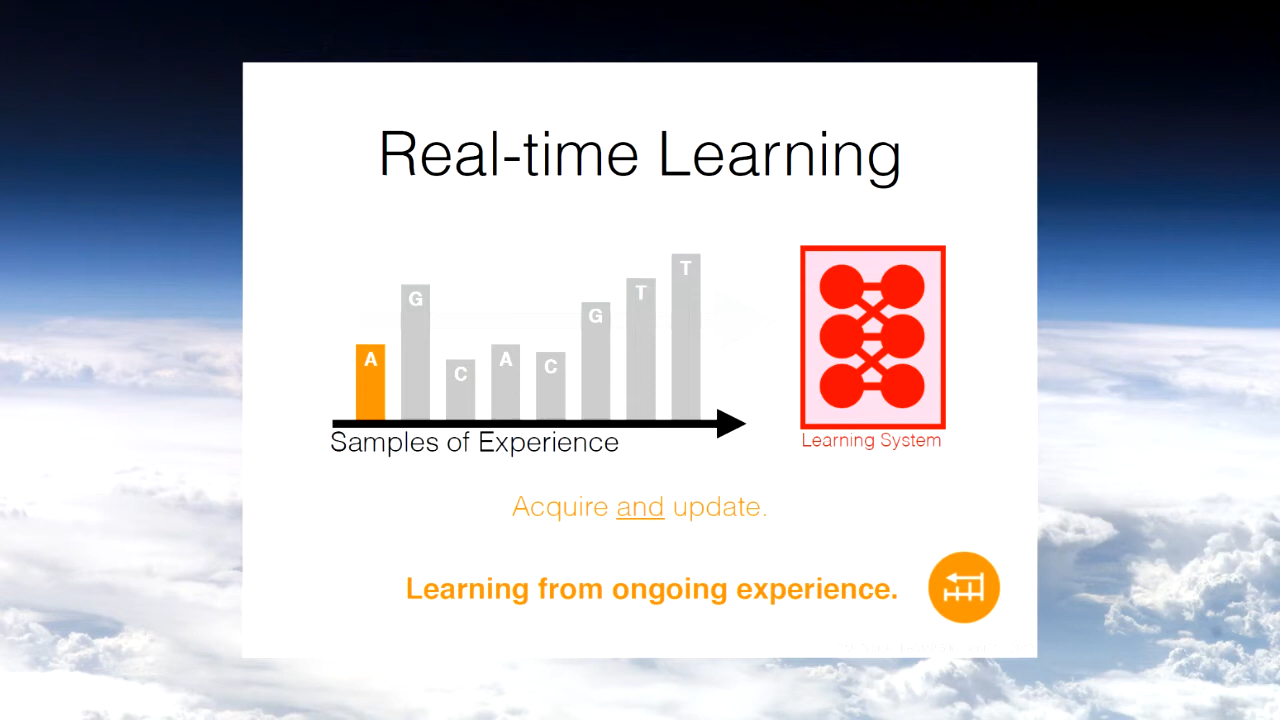 Real-time Learning
A G C A C G T T
Samples of Experience
Learning System
Acquire and update.
Learning from ongoing experience.